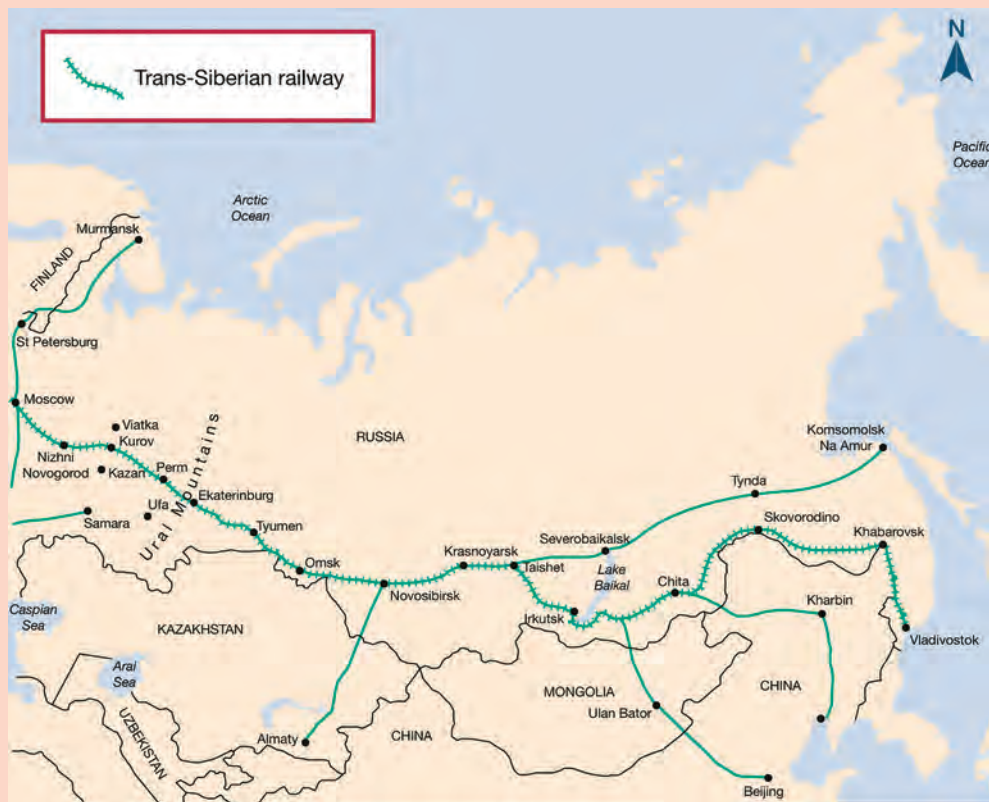 N
Trans-Siberian railway
Pacific
Ocean
Arctic
Ocean
Murmansk
FINLAND
St Petersburg
Moscow
Viatka
Kurov
Nizhni
Novogorod
Kazan
Perm
Ural Mountains
Ekaterinburg
Ufa
Samara
Tyumen
RUSSIA
Komsomolsk
Na Amur
Tynda
Skovorodino
Khabarovsk
Severobaikalsk
Krasnoyarsk
Taishet
Omsk
Novosibirsk
Lake
Baikal
Chita
Irkutsk
Kharbin
Vladivostok
Caspian
Sea
KAZAKHSTAN
Aral
Sea
UZBEKISTAN
MONGOLIA
CHINA
Ulan Bator
Almaty
CHINA
Beijing